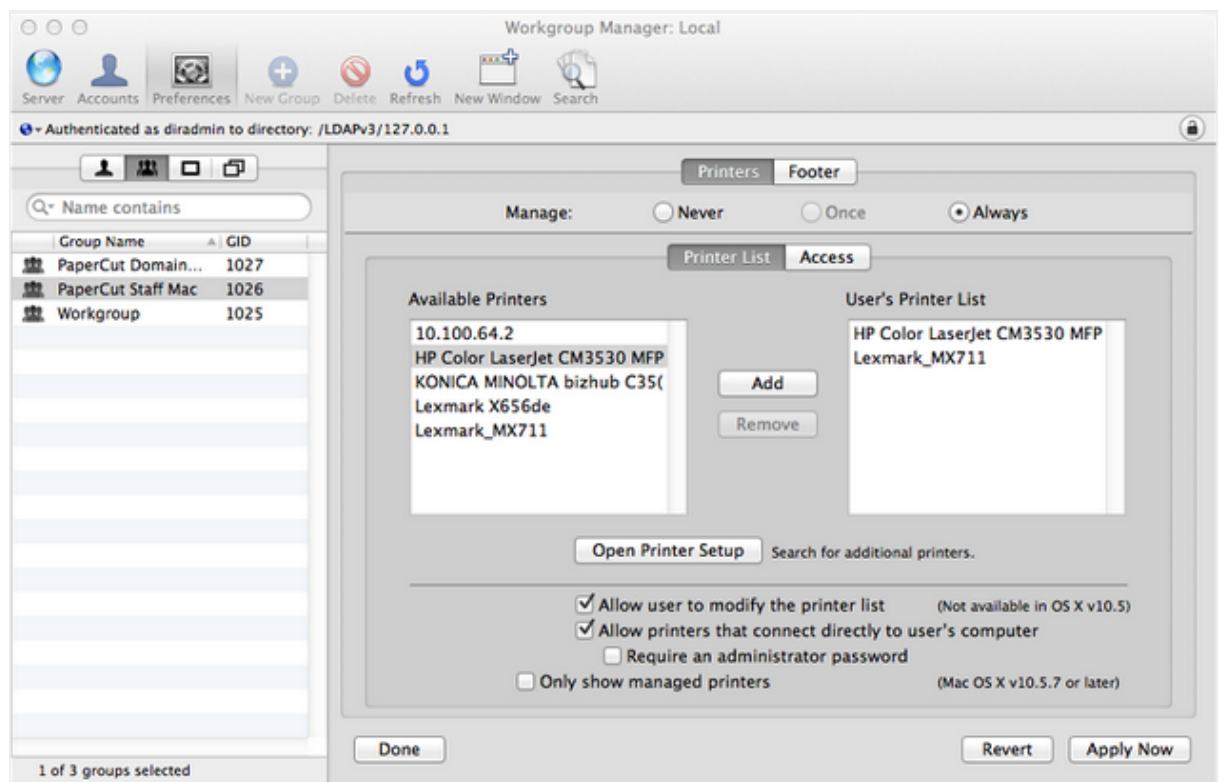 Workgroup Manager: Local
Server Accounts Preferences New Group Delete Refresh New Window Search
Authenticated as diradmin to directory: /LDAPv3/127.0.0.1
Name contains
Group Name GID
PaperCut Domain... 1027
PaperCut Staff Mac 1026
Workgroup 1025
1 of 3 groups selected
Printers Footer
Manage: Never Once Always
Printer List Access
Available Printers
10.100.64.2
HP Color LaserJet CM3530 MFP
KONICA MINOLTA bizhub C35(
Lexmark X656de
Lexmark_MX711
Add
Remove
User's Printer List
HP Color LaserJet CM3530 MFP
Lexmark_MX711
Open Printer Setup Search for additional printers.
Allow user to modify the printer list (Not available in OS X v10.5)
Allow printers that connect directly to user's computer
Require an administrator password
Only show managed printers (Mac OS X v10.5.7 or later)
Done Revert Apply Now